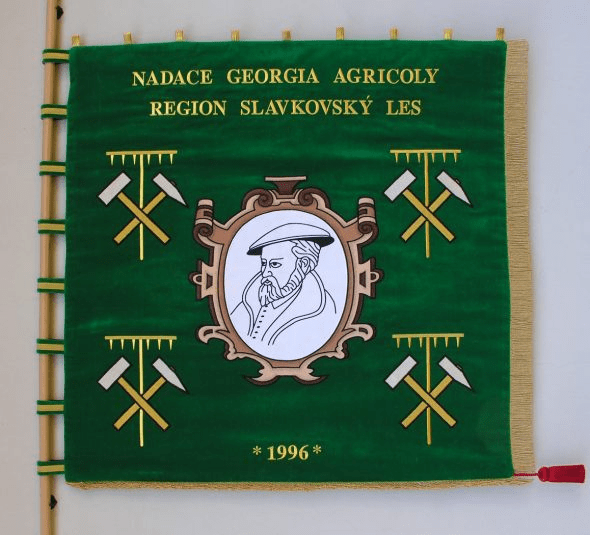 NADACE GEORGIA AGRICOLY
REGION SLAVKOVSKÝ LES
* 1996 *